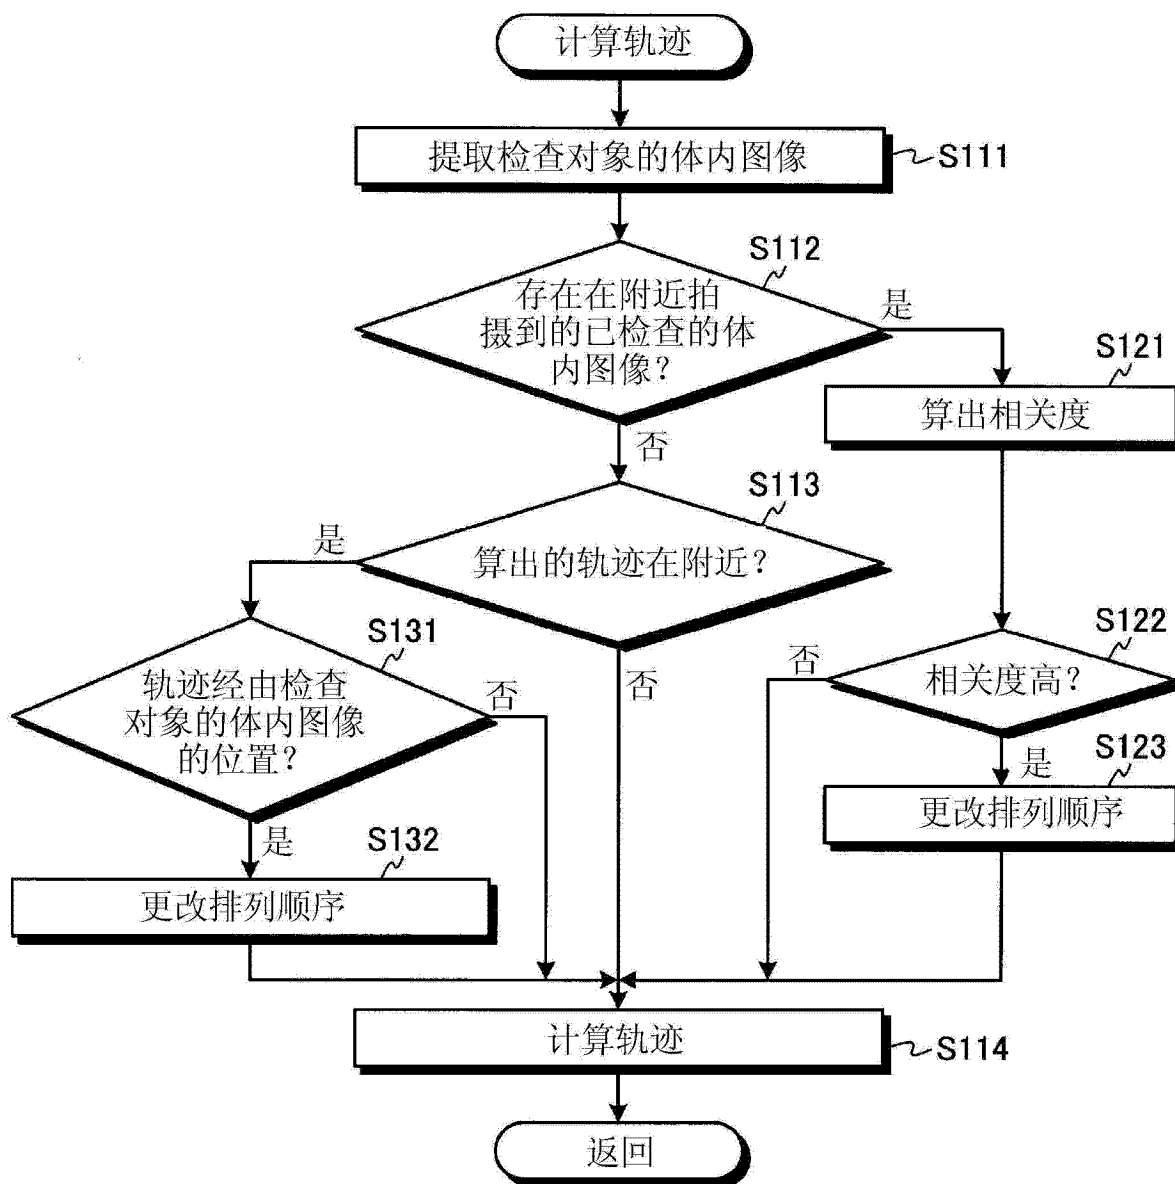 计算轨迹
提取检查对象的体内图像
S111
S112
存在在附近拍
摄到的已检查的体
内图像？
是
否
S121
算出相关度
S113
算出的轨迹在附近？
是
否
S122
相关度高？
否
是
S131
轨迹经由检查
对象的体内图像
的位置？
否
是
S123
更改排列顺序
S132
更改排列顺序
计算轨迹
S114
返回